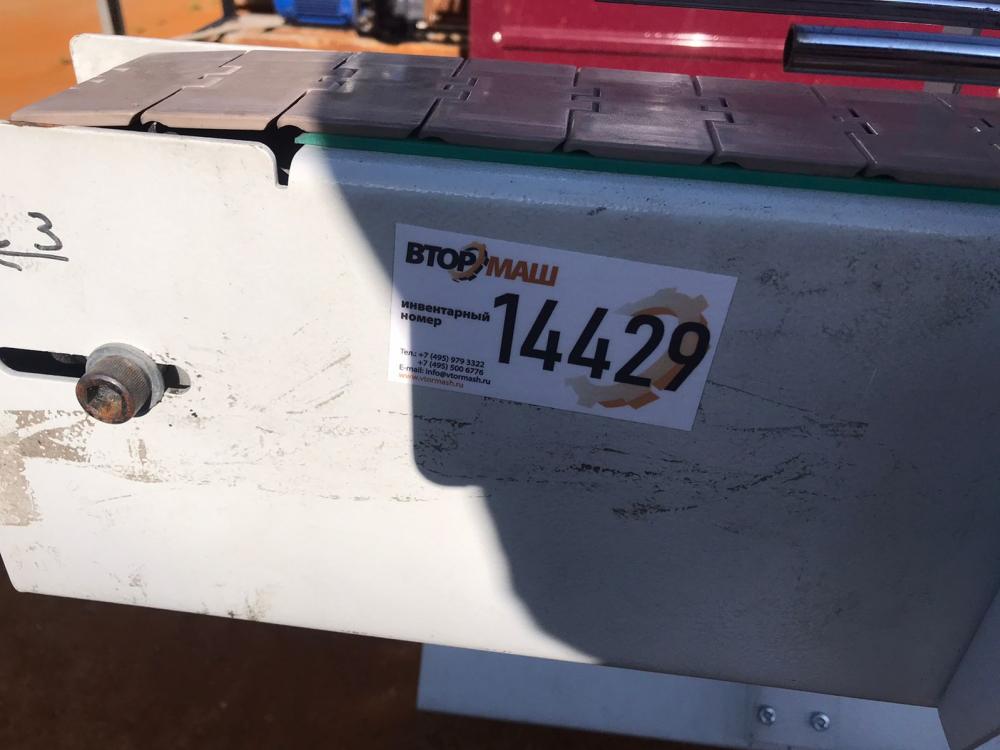 3
ВТОРМАШ
инвентарный
номер
14429
Тел.: +7 (495) 979 3322
+7 (495) 500 6776
E-mail: info@vtormash.ru
www.vtormash.ru